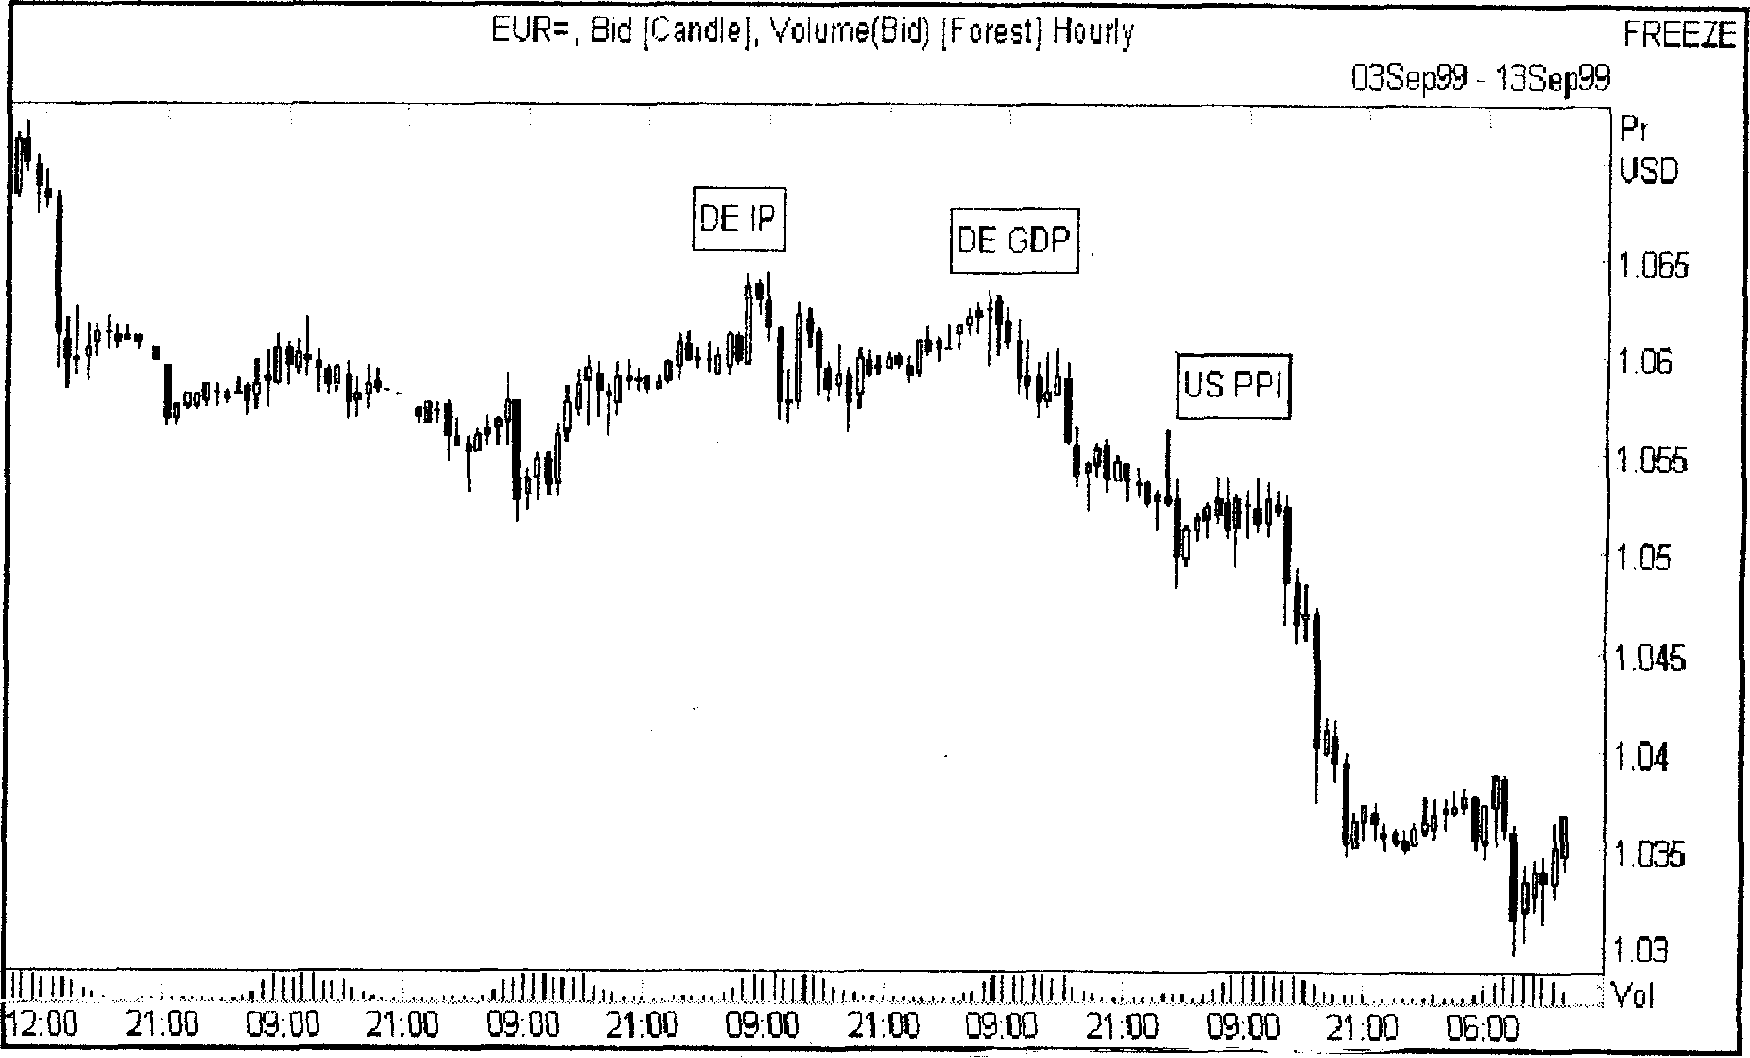 EUR=, Bid [Candle], Volume(Bid) [Forest] Hourly
FREEZE
03Sep99 - 13Sep99
Pr
USD
DE IP
DE GDP
US PPI
1.065
1.06
1.055
1.05
1.045
1.04
1.035
1.03
Vol
12:00 21:00 09:00 21:00 09:00 21:00 09:00 21:00 09:00 21:00 09:00 21:00 06:00